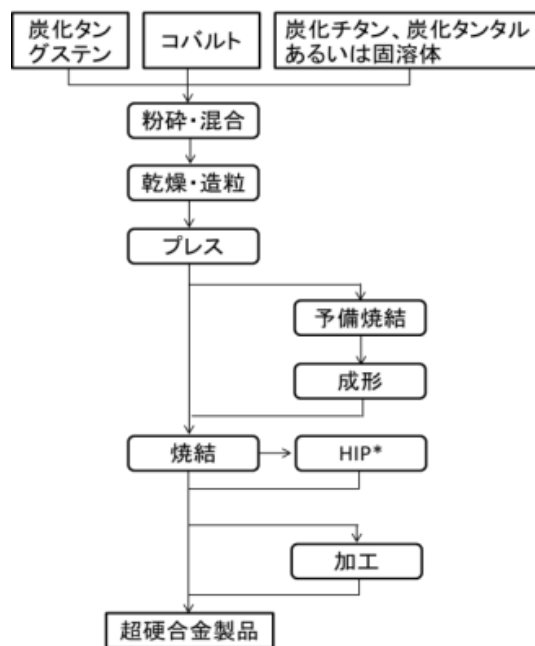 炭化タン
グステン
コバルト
炭化チタン、炭化タンタル
あるいは固溶体
粉砕・混合
乾燥・造粒
プレス
予備焼結
成形
焼結
HIP*
加工
超硬合金製品